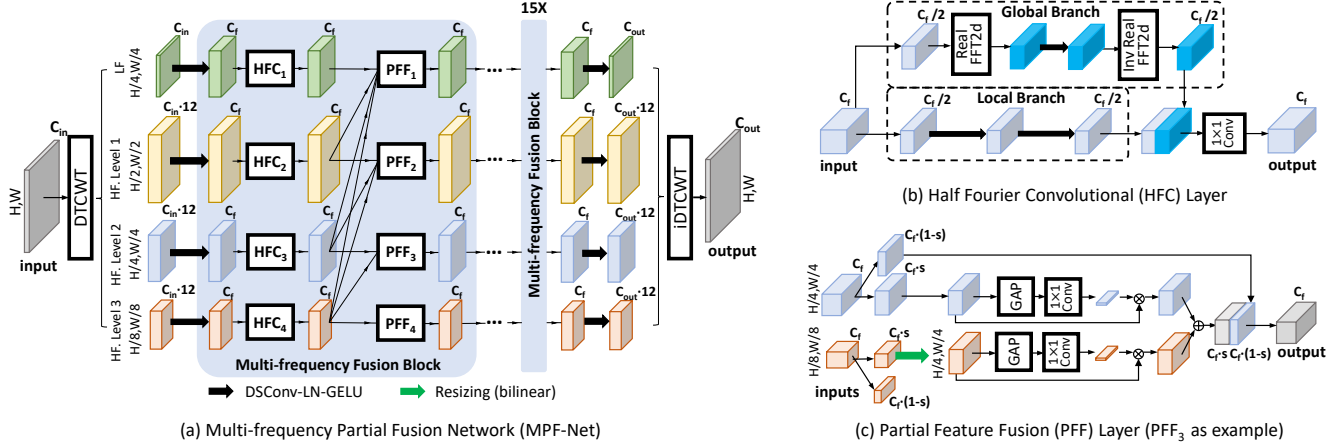 15X
C_in
C_f
C_f
C_f
C_f
C_out
LF
H/4,W/4
HFC_1
PFF_1
...
C_in·12
C_f
C_f
C_f
C_f
C_out·12
HF. Level 1
H/2,W/2
HFC_2
PFF_2
...
C_in
H,W
input
DTCWT
Multi-frequency Fusion Block
iDTCWT
C_out
H,W
output
C_in·12
C_f
C_f
C_f
C_f
C_out·12
HF. Level 2
H/4,W/4
HFC_3
PFF_3
...
C_in·12
C_f
C_f
C_f
C_f
C_out·12
HF. Level 3
H/8,W/8
HFC_4
PFF_4
...
Multi-frequency Fusion Block
DSConv-LN-GELU
Resizing (bilinear)
(a) Multi-frequency Partial Fusion Network (MPF-Net)
C_f /2
Global Branch
C_f/2
Real
FFT2d
Inv Real
FFT2d
C_f
input
C_f /2
Local Branch
C_f /2
1×1
Conv
C_f
output
(b) Half Fourier Convolutional (HFC) Layer
C_f·(1-s)
H/4,W/4
C_f
C_f·s
GAP
1×1
Conv
⊗
H/8,W/8
C_f
C_f·s
H/4,W/4
GAP
1×1
Conv
⊗
inputs
C_f·(1-s)
⊕
C_f·s
C_f·(1-s)
C_f
output
(c) Partial Feature Fusion (PFF) Layer (PFF_3 as example)